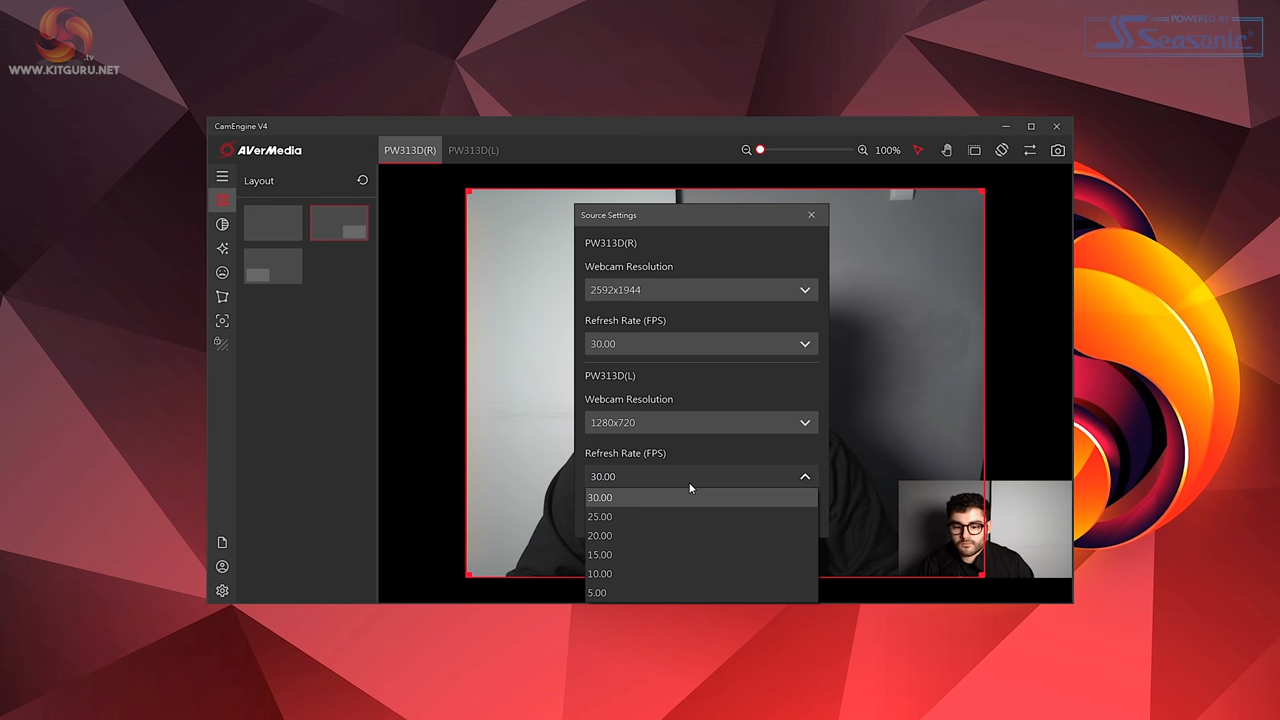 .tv
WWW.KITGURU.NET
POWERED BY
Seasonic®
CamEngine V4
AVerMedia
PW313D(R)
PW313D(L)
100%
Layout
Source Settings
PW313D(R)
Webcam Resolution
2592x1944
Refresh Rate (FPS)
30.00
PW313D(L)
Webcam Resolution
1280x720
Refresh Rate (FPS)
30.00
30.00
25.00
20.00
15.00
10.00
5.00